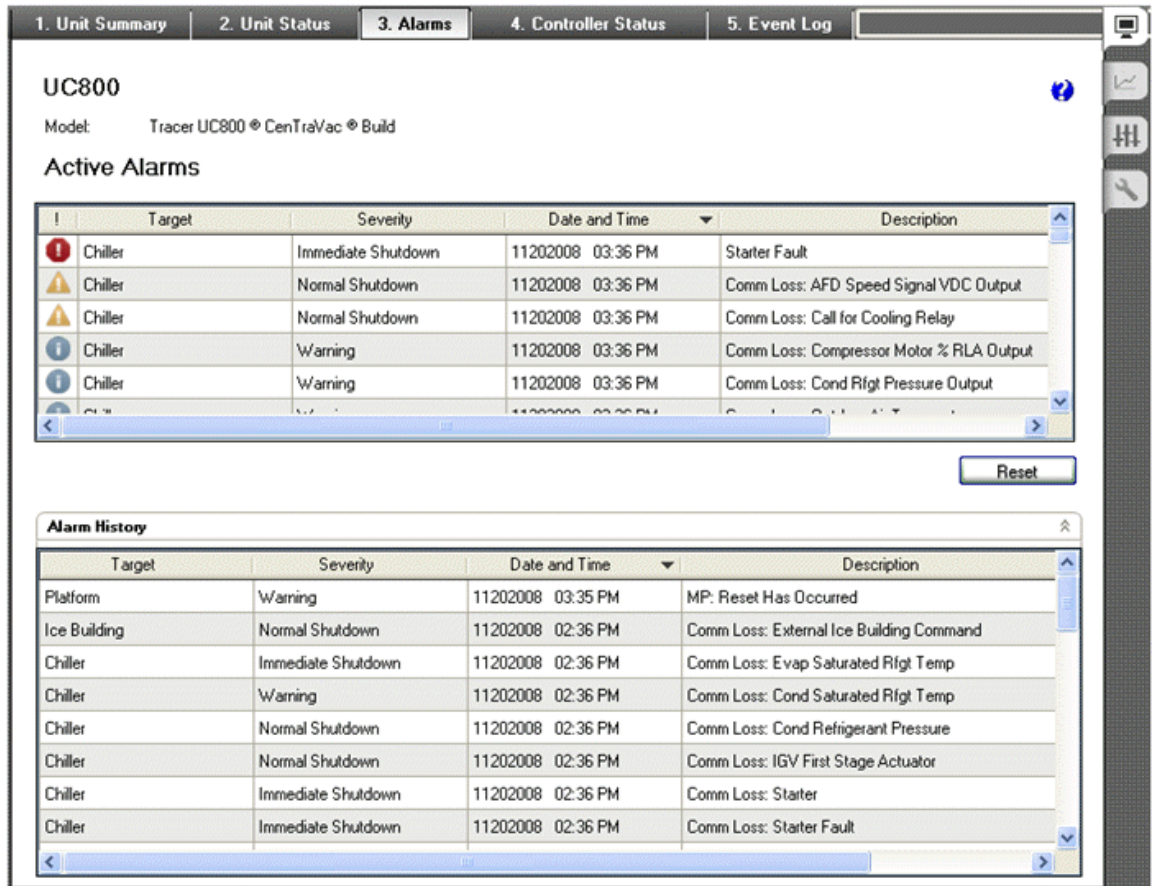 1. Unit Summary 2. Unit Status 3. Alarms 4. Controller Status 5. Event Log
UC800
Model: Tracer UC800 ® CenTraVac ® Build
Active Alarms
! Target Severity Date and Time Description
Chiller Immediate Shutdown 11202008 03:36 PM Starter Fault
Chiller Normal Shutdown 11202008 03:36 PM Comm Loss: AFD Speed Signal VDC Output
Chiller Normal Shutdown 11202008 03:36 PM Comm Loss: Call for Cooling Relay
Chiller Warning 11202008 03:36 PM Comm Loss: Compressor Motor % RLA Output
Chiller Warning 11202008 03:36 PM Comm Loss: Cond Rfgt Pressure Output
Reset
Alarm History
Target Severity Date and Time Description
Platform Warning 11202008 03:35 PM MP: Reset Has Occurred
Ice Building Normal Shutdown 11202008 02:36 PM Comm Loss: External Ice Building Command
Chiller Immediate Shutdown 11202008 02:36 PM Comm Loss: Evap Saturated Rfgt Temp
Chiller Warning 11202008 02:36 PM Comm Loss: Cond Saturated Rfgt Temp
Chiller Normal Shutdown 11202008 02:36 PM Comm Loss: Cond Refrigerant Pressure
Chiller Normal Shutdown 11202008 02:36 PM Comm Loss: IGV First Stage Actuator
Chiller Immediate Shutdown 11202008 02:36 PM Comm Loss: Starter
Chiller Immediate Shutdown 11202008 02:36 PM Comm Loss: Starter Fault